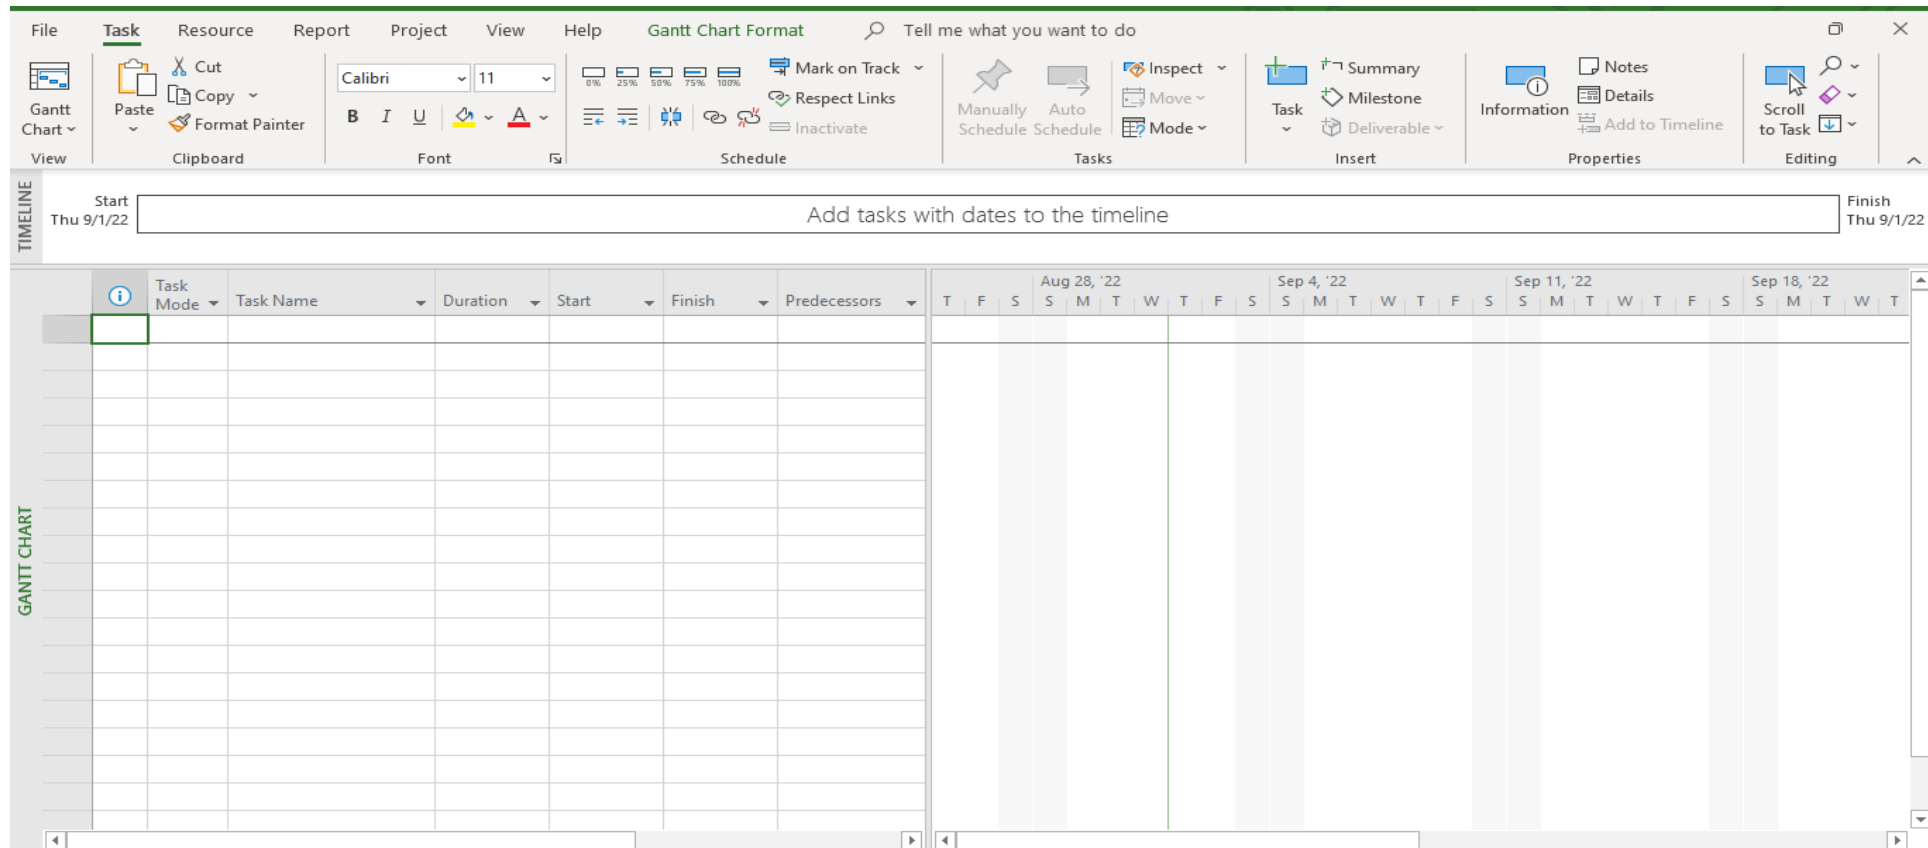 File Task Resource Report Project View Help Gantt Chart Format Tell me what you want to do
Gantt
Chart
View
Paste
Cut
Copy
Format Painter
Clipboard
Calibri 11
B I U A
Font
0% 25% 50% 75% 100%
Mark on Track
Respect Links
Inactivate
Schedule
Manually
Schedule
Auto
Schedule
Inspect
Move
Mode
Tasks
Task
Summary
Milestone
Deliverable
Insert
Information
Notes
Details
Add to Timeline
Properties
Scroll
to Task
Editing
TIMELINE
Start
Thu 9/1/22
Add tasks with dates to the timeline
Finish
Thu 9/1/22
GANTT CHART
Task
Mode
Task Name
Duration
Start
Finish
Predecessors
Aug 28, '22 Sep 4, '22 Sep 11, '22 Sep 18, '22
T F S S M T W T F S S M T W T F S S M T W T F S S M T W T